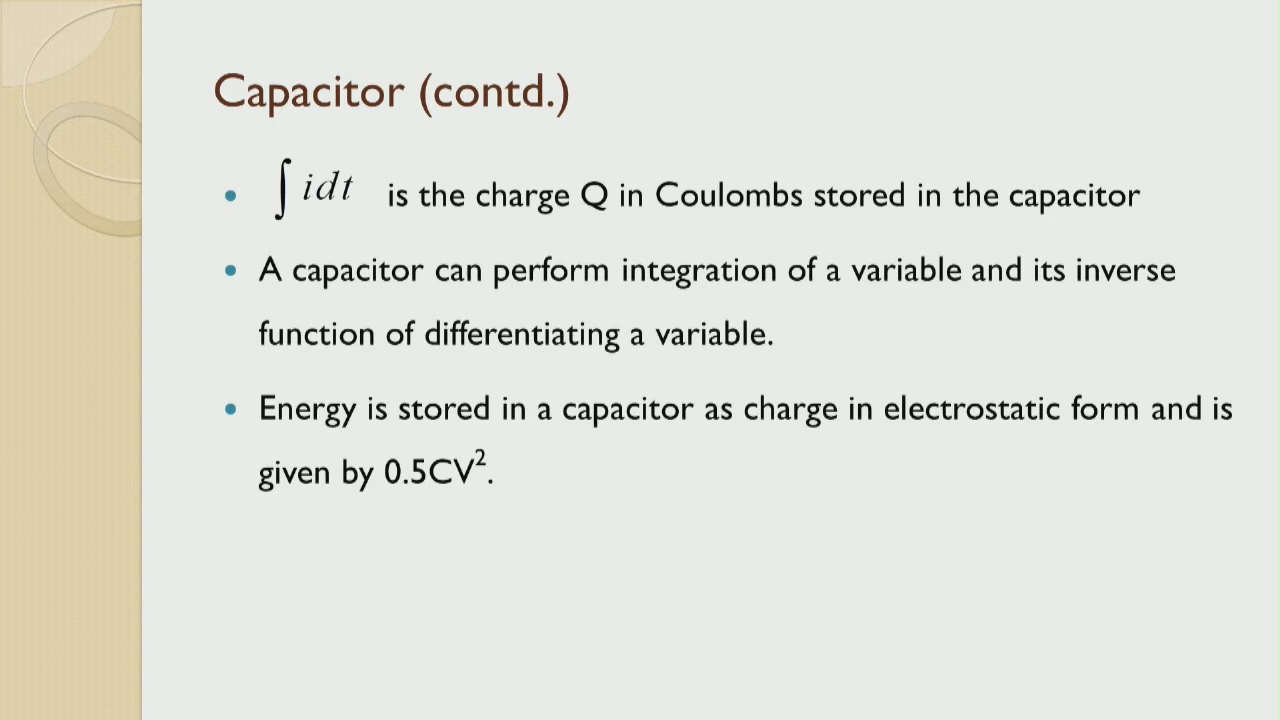 Capacitor (contd.)
• ∫ idt is the charge Q in Coulombs stored in the capacitor
• A capacitor can perform integration of a variable and its inverse
function of differentiating a variable.
• Energy is stored in a capacitor as charge in electrostatic form and is
given by 0.5CV².